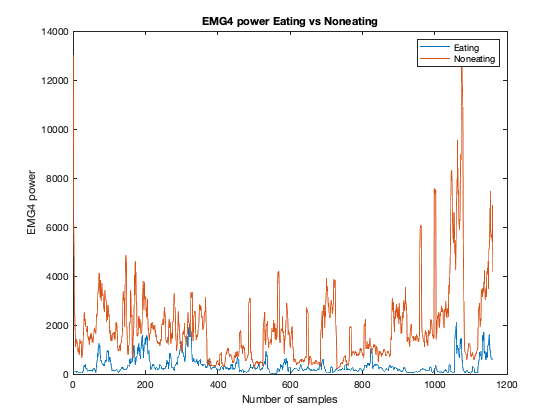 EMG4 power Eating vs Noneating
Eating
Noneating
EMG4 power
14000
12000
10000
8000
6000
4000
2000
0
0 200 400 600 800 1000 1200
Number of samples